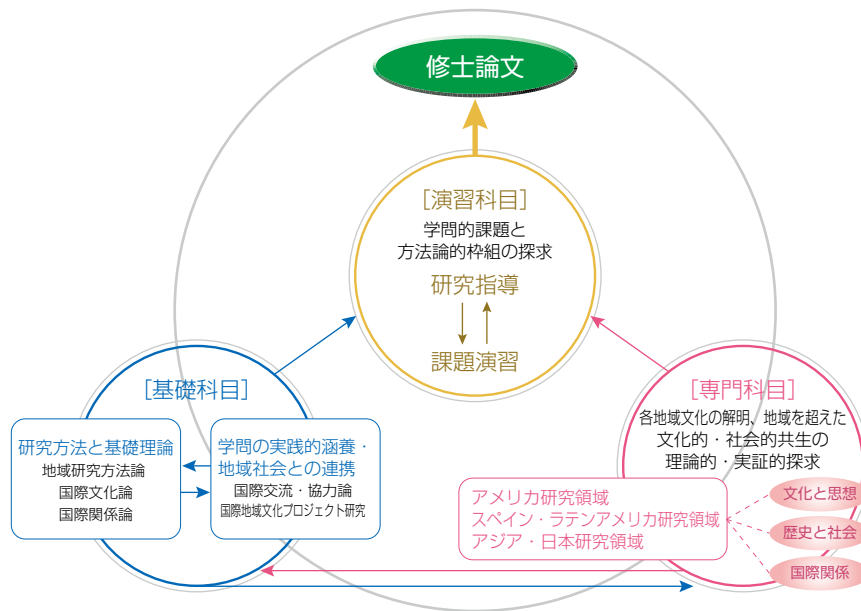 修士論文
[演習科目]
学問的課題と
方法論的枠組の探求
研究指導
課題演習
[基礎科目]
研究方法と基礎理論
地域研究方法論
国際文化論
国際関係論
学問の実践的涵養・
地域社会との連携
国際交流・協力論
国際地域文化プロジェクト研究
[専門科目]
各地域文化の解明、地域を超えた
文化的・社会的共生の
理論的・実証的探求
アメリカ研究領域
スペイン・ラテンアメリカ研究領域
アジア・日本研究領域
文化と思想
歴史と社会
国際関係